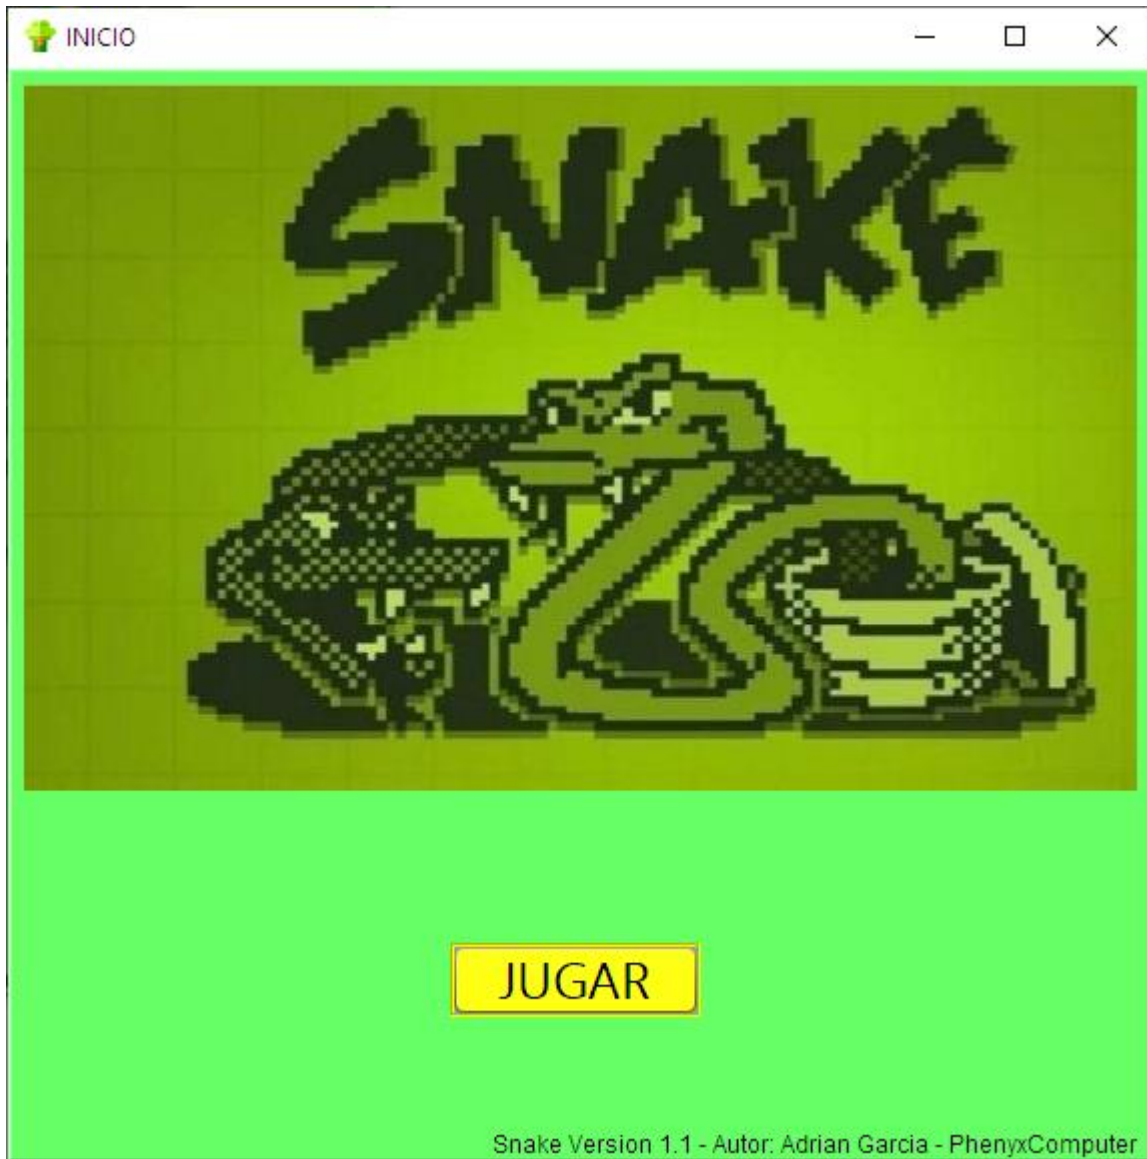 INICIO
SNAKE
JUGAR
Snake Version 1.1 - Autor: Adrian Garcia - PhenyxComputer